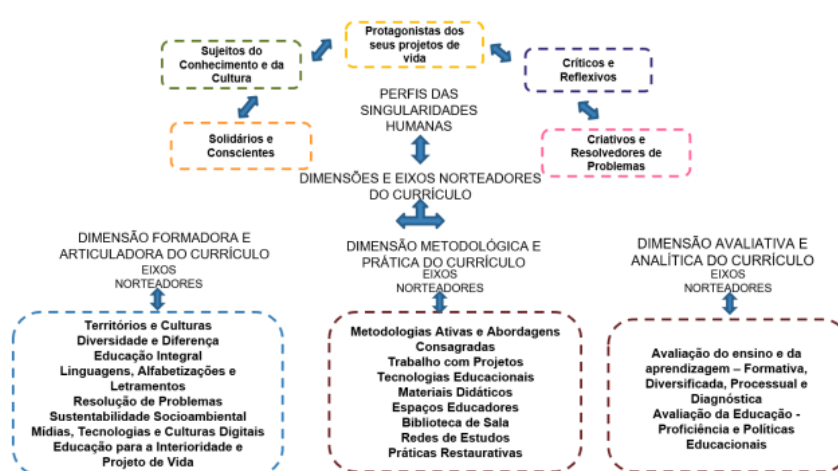 Protagonistas dos
seus projetos de
vida
Sujeitos do
Conhecimento e da
Cultura
Críticos e
Reflexivos
Solidários e
Conscientes
Criativos e
Resolvedores de
Problemas
PERFIS DAS
SINGULARIDADES
HUMANAS
DIMENSÕES E EIXOS NORTEADORES
DO CURRÍCULO
DIMENSÃO FORMADORA E
ARTICULADORA DO CURRÍCULO
EIXOS
NORTEADORES
Territórios e Culturas
Diversidade e Diferença
Educação Integral
Linguagens, Alfabetizações e
Letramentos
Resolução de Problemas
Sustentabilidade Socioambiental
Mídias, Tecnologias e Culturas Digitais
Educação para a Interioridade e
Projeto de Vida
DIMENSÃO METODOLÓGICA E
PRÁTICA DO CURRÍCULO
EIXOS
NORTEADORES
Metodologias Ativas e Abordagens
Consagradas
Trabalho com Projetos
Tecnologias Educacionais
Materiais Didáticos
Espaços Educadores
Biblioteca de Sala
Redes de Estudos
Práticas Restaurativas
DIMENSÃO AVALIATIVA E
ANALÍTICA DO CURRÍCULO
EIXOS
NORTEADORES
Avaliação do ensino e da
aprendizagem – Formativa,
Diversificada, Processual e
Diagnóstica
Avaliação da Educação -
Proficiência e Políticas
Educacionais